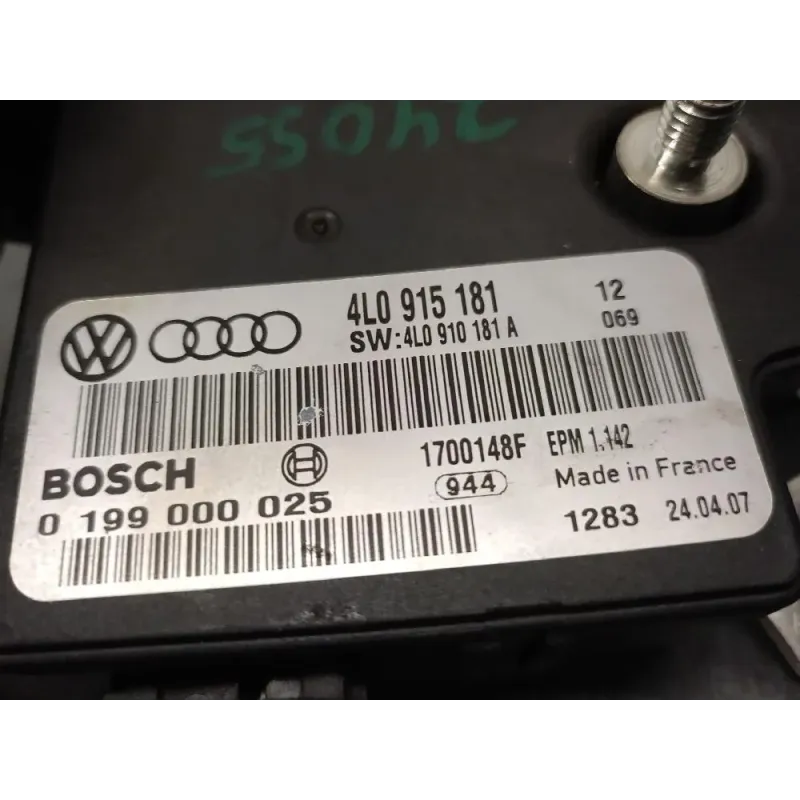 24055
4L0 915 181
12
SW:4L0 910 181 A
069
BOSCH
1700148F
EPM 1.142
0 199 000 025
944
Made in France
1283
24.04.07